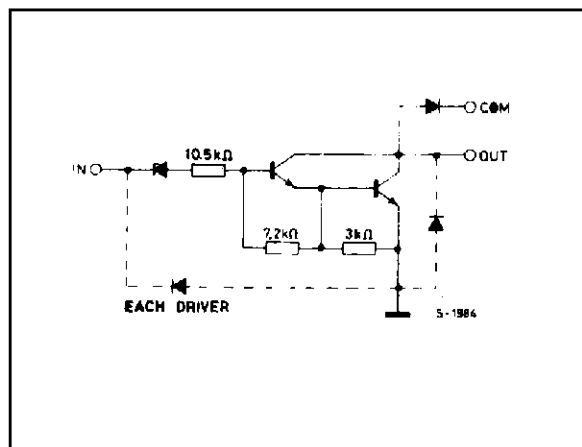 COM
10.5kΩ
IN
OUT
7.2kΩ
3kΩ
EACH DRIVER
S-1984